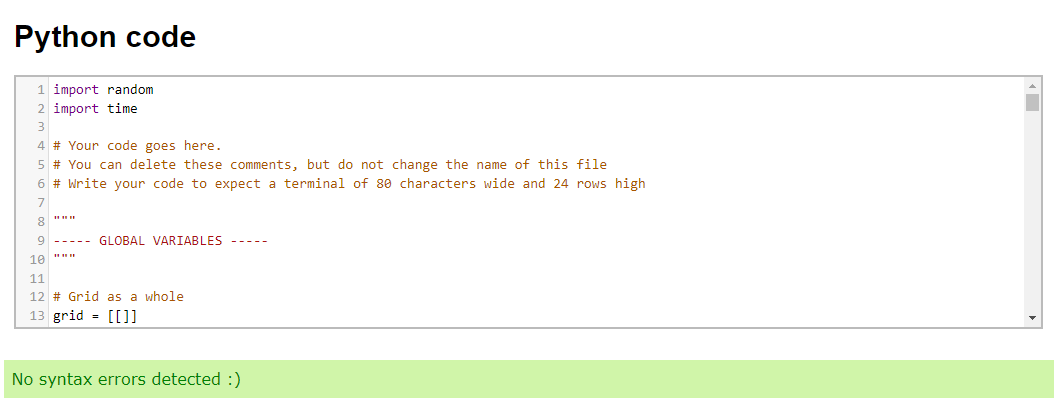 Python code
1 import random
2 import time
3
4 # Your code goes here.
5 # You can delete these comments, but do not change the name of this file
6 # Write your code to expect a terminal of 80 characters wide and 24 rows high
7
8 """
9 ----- GLOBAL VARIABLES -----
10 """
11
12 # Grid as a whole
13 grid = [[]]
No syntax errors detected :)